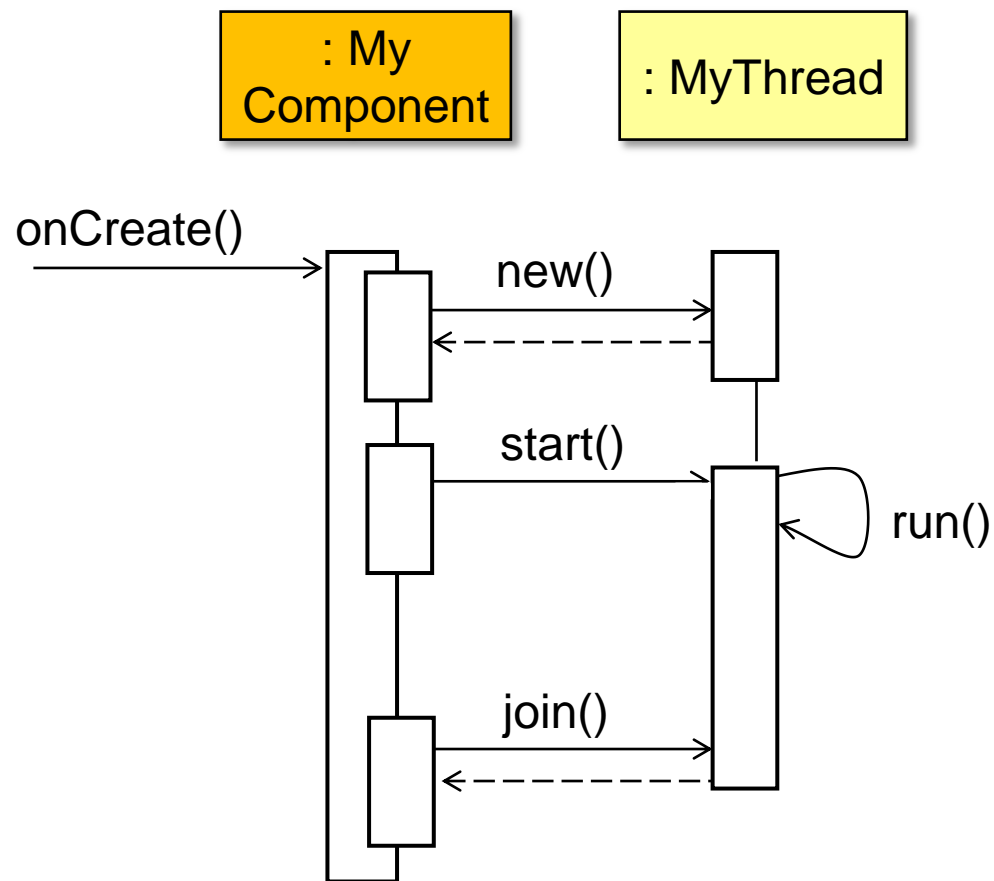 : My
Component
: MyThread
onCreate()
new()
start()
run()
join()